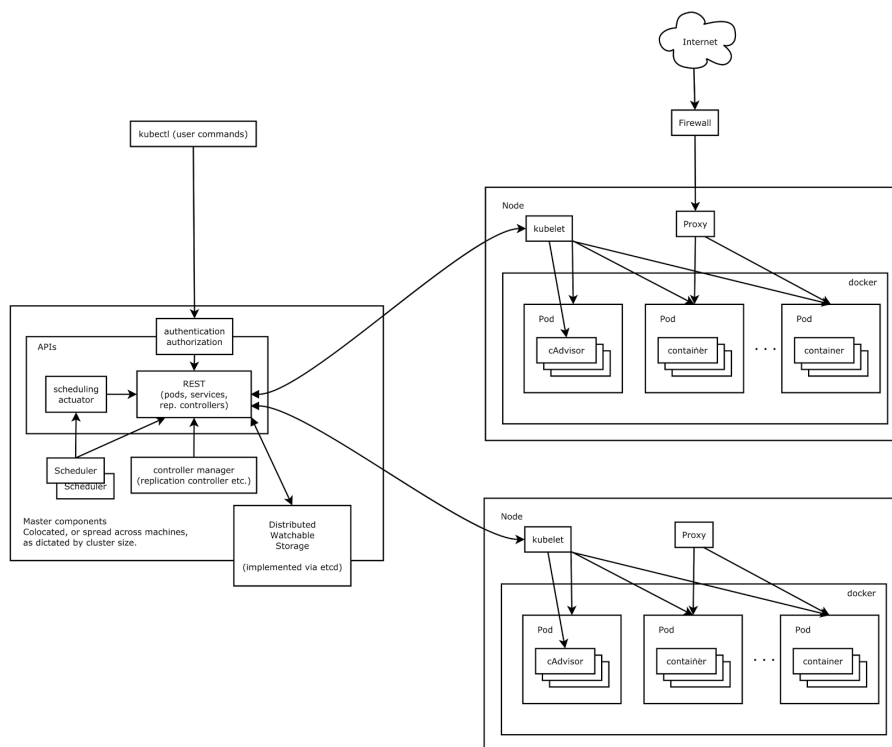 Internet
Firewall
kubectl (user commands)
Node
kubelet
Proxy
docker
Pod
Pod
Pod
cAdvisor
container
. . .
container
authentication
authorization
APIs
REST
(pods, services,
rep. controllers)
scheduling
actuator
Scheduler
Scheduler
controller manager
(replication controller etc.)
Master components
Colocated, or spread across machines,
as dictated by cluster size.
Distributed
Watchable
Storage
(implemented via etcd)
Node
kubelet
Proxy
docker
Pod
Pod
Pod
cAdvisor
container
. . .
container